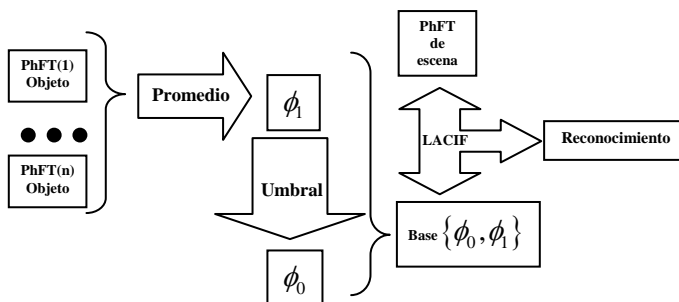 PhFT(1)
Objeto
PhFT(n)
Objeto
Promedio
ϕ₁
Umbral
ϕ₀
PhFT
de
escena
LACIF
Reconocimiento
Base {ϕ₀, ϕ₁}